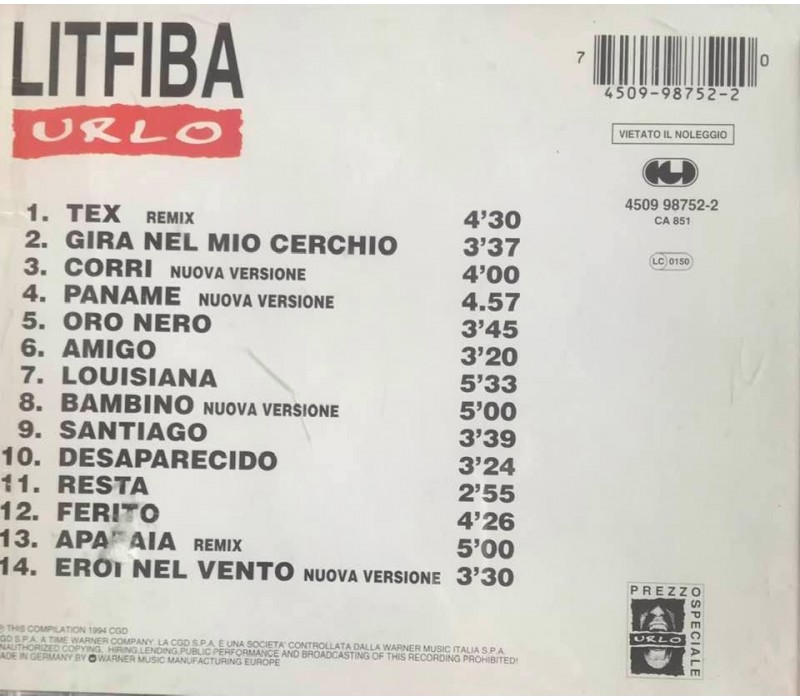 LITFIBA
URLO
7 4509-98752-2 0
VIETATO IL NOLEGGIO
4509 98752-2
CA 851
LC 0150
1. TEX REMIX 4'30
2. GIRA NEL MIO CERCHIO 3'37
3. CORRI NUOVA VERSIONE 4'00
4. PANAME NUOVA VERSIONE 4.57
5. ORO NERO 3'45
6. AMIGO 3'20
7. LOUISIANA 5'33
8. BAMBINO NUOVA VERSIONE 5'00
9. SANTIAGO 3'39
10. DESAPARECIDO 3'24
11. RESTA 2'55
12. FERITO 4'26
13. REMIX 5'00
14. EROI NEL VENTO NUOVA VERSIONE 3'30
PREZZO SPECIALE
URLO
THIS COMPILATION 1994 CGD
GD S.P.A. A TIME WARNER COMPANY. LA CGD S.P.A. E UNA SOCIETA' CONTROLLATA DALLA WARNER MUSIC ITALIA S.P.A.
NAUTHORIZED COPYING, HIRING,LENDING,PUBLIC PERFORMANCE AND BROADCASTING OF THIS RECORDING PROHIBITED!
ADE IN GERMANY BY WARNER MUSIC MANUFACTURING EUROPE